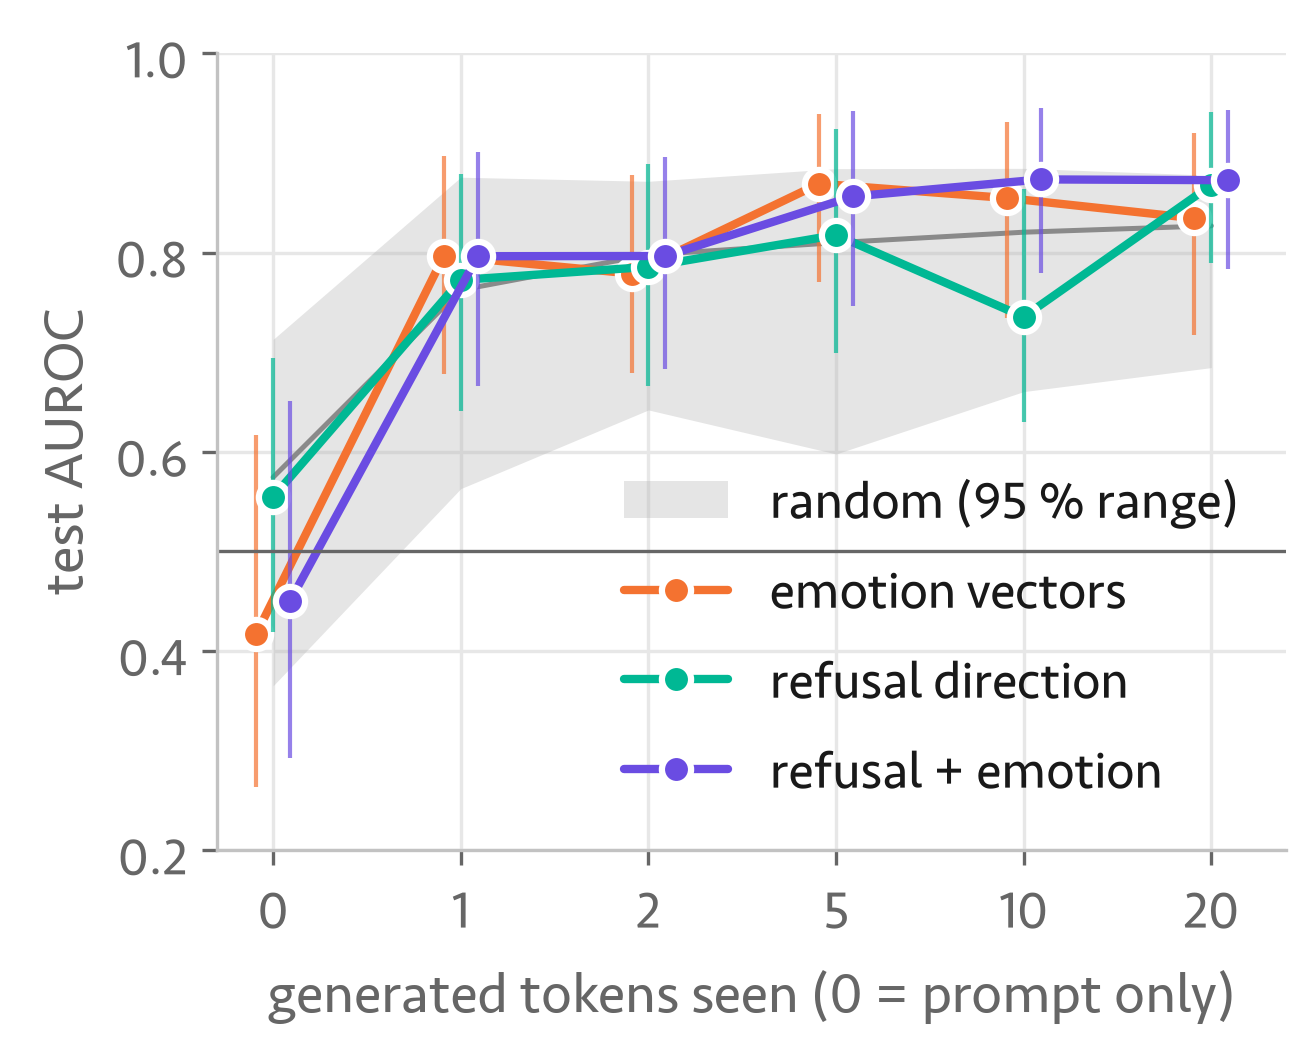 1.0
0.8
0.6
0.4
0.2
test AUROC
random (95 % range)
emotion vectors
refusal direction
refusal + emotion
0 1 2 5 10 20
generated tokens seen (0 = prompt only)